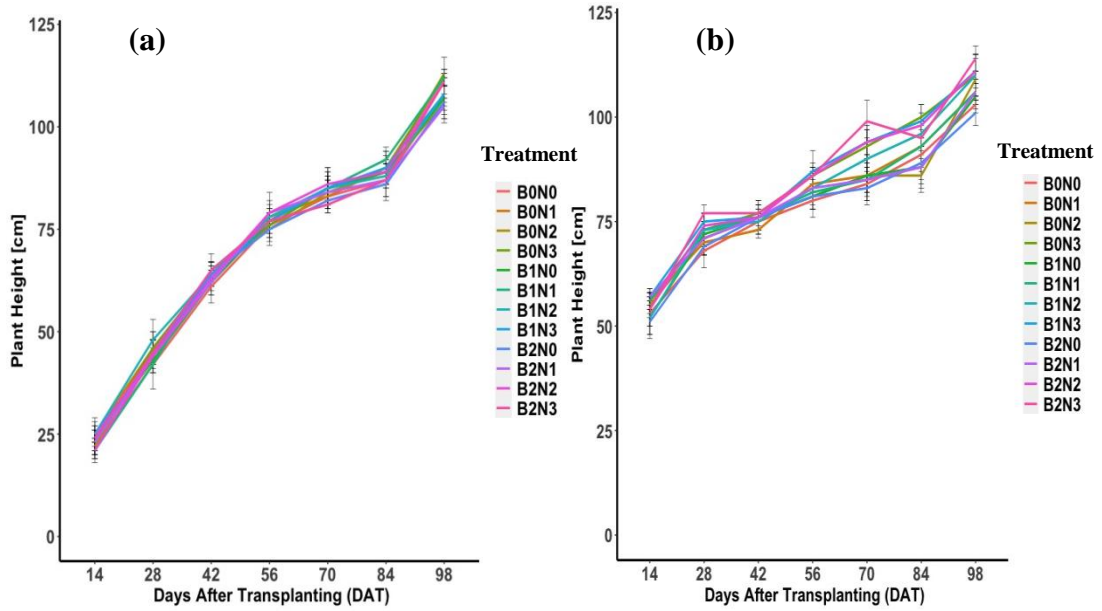 (a)
Plant Height [cm]
125
100
75
50
25
0
14 28 42 56 70 84 98
Days After Transplanting (DAT)
Treatment
B0N0
B0N1
B0N2
B0N3
B1N0
B1N1
B1N2
B1N3
B2N0
B2N1
B2N2
B2N3
(b)
Plant Height [cm]
125
100
75
50
25
0
14 28 42 56 70 84 98
Days After Transplanting (DAT)
Treatment
B0N0
B0N1
B0N2
B0N3
B1N0
B1N1
B1N2
B1N3
B2N0
B2N1
B2N2
B2N3